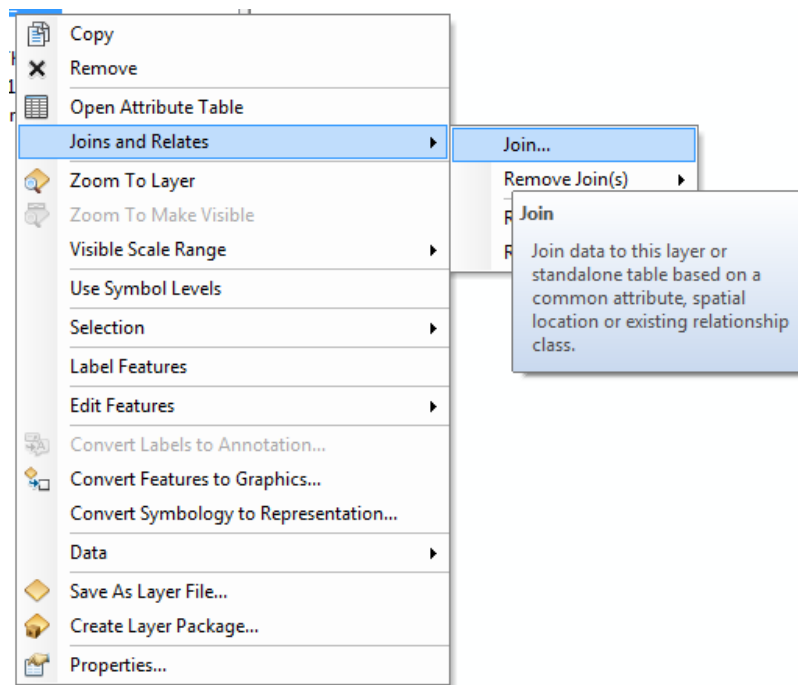 Copy
Remove
Open Attribute Table
Joins and Relates
Zoom To Layer
Zoom To Make Visible
Visible Scale Range
Use Symbol Levels
Selection
Label Features
Edit Features
Convert Labels to Annotation...
Convert Features to Graphics...
Convert Symbology to Representation...
Data
Save As Layer File...
Create Layer Package...
Properties...
Join...
Remove Join(s)
Join
Join data to this layer or
standalone table based on a
common attribute, spatial
location or existing relationship
class.